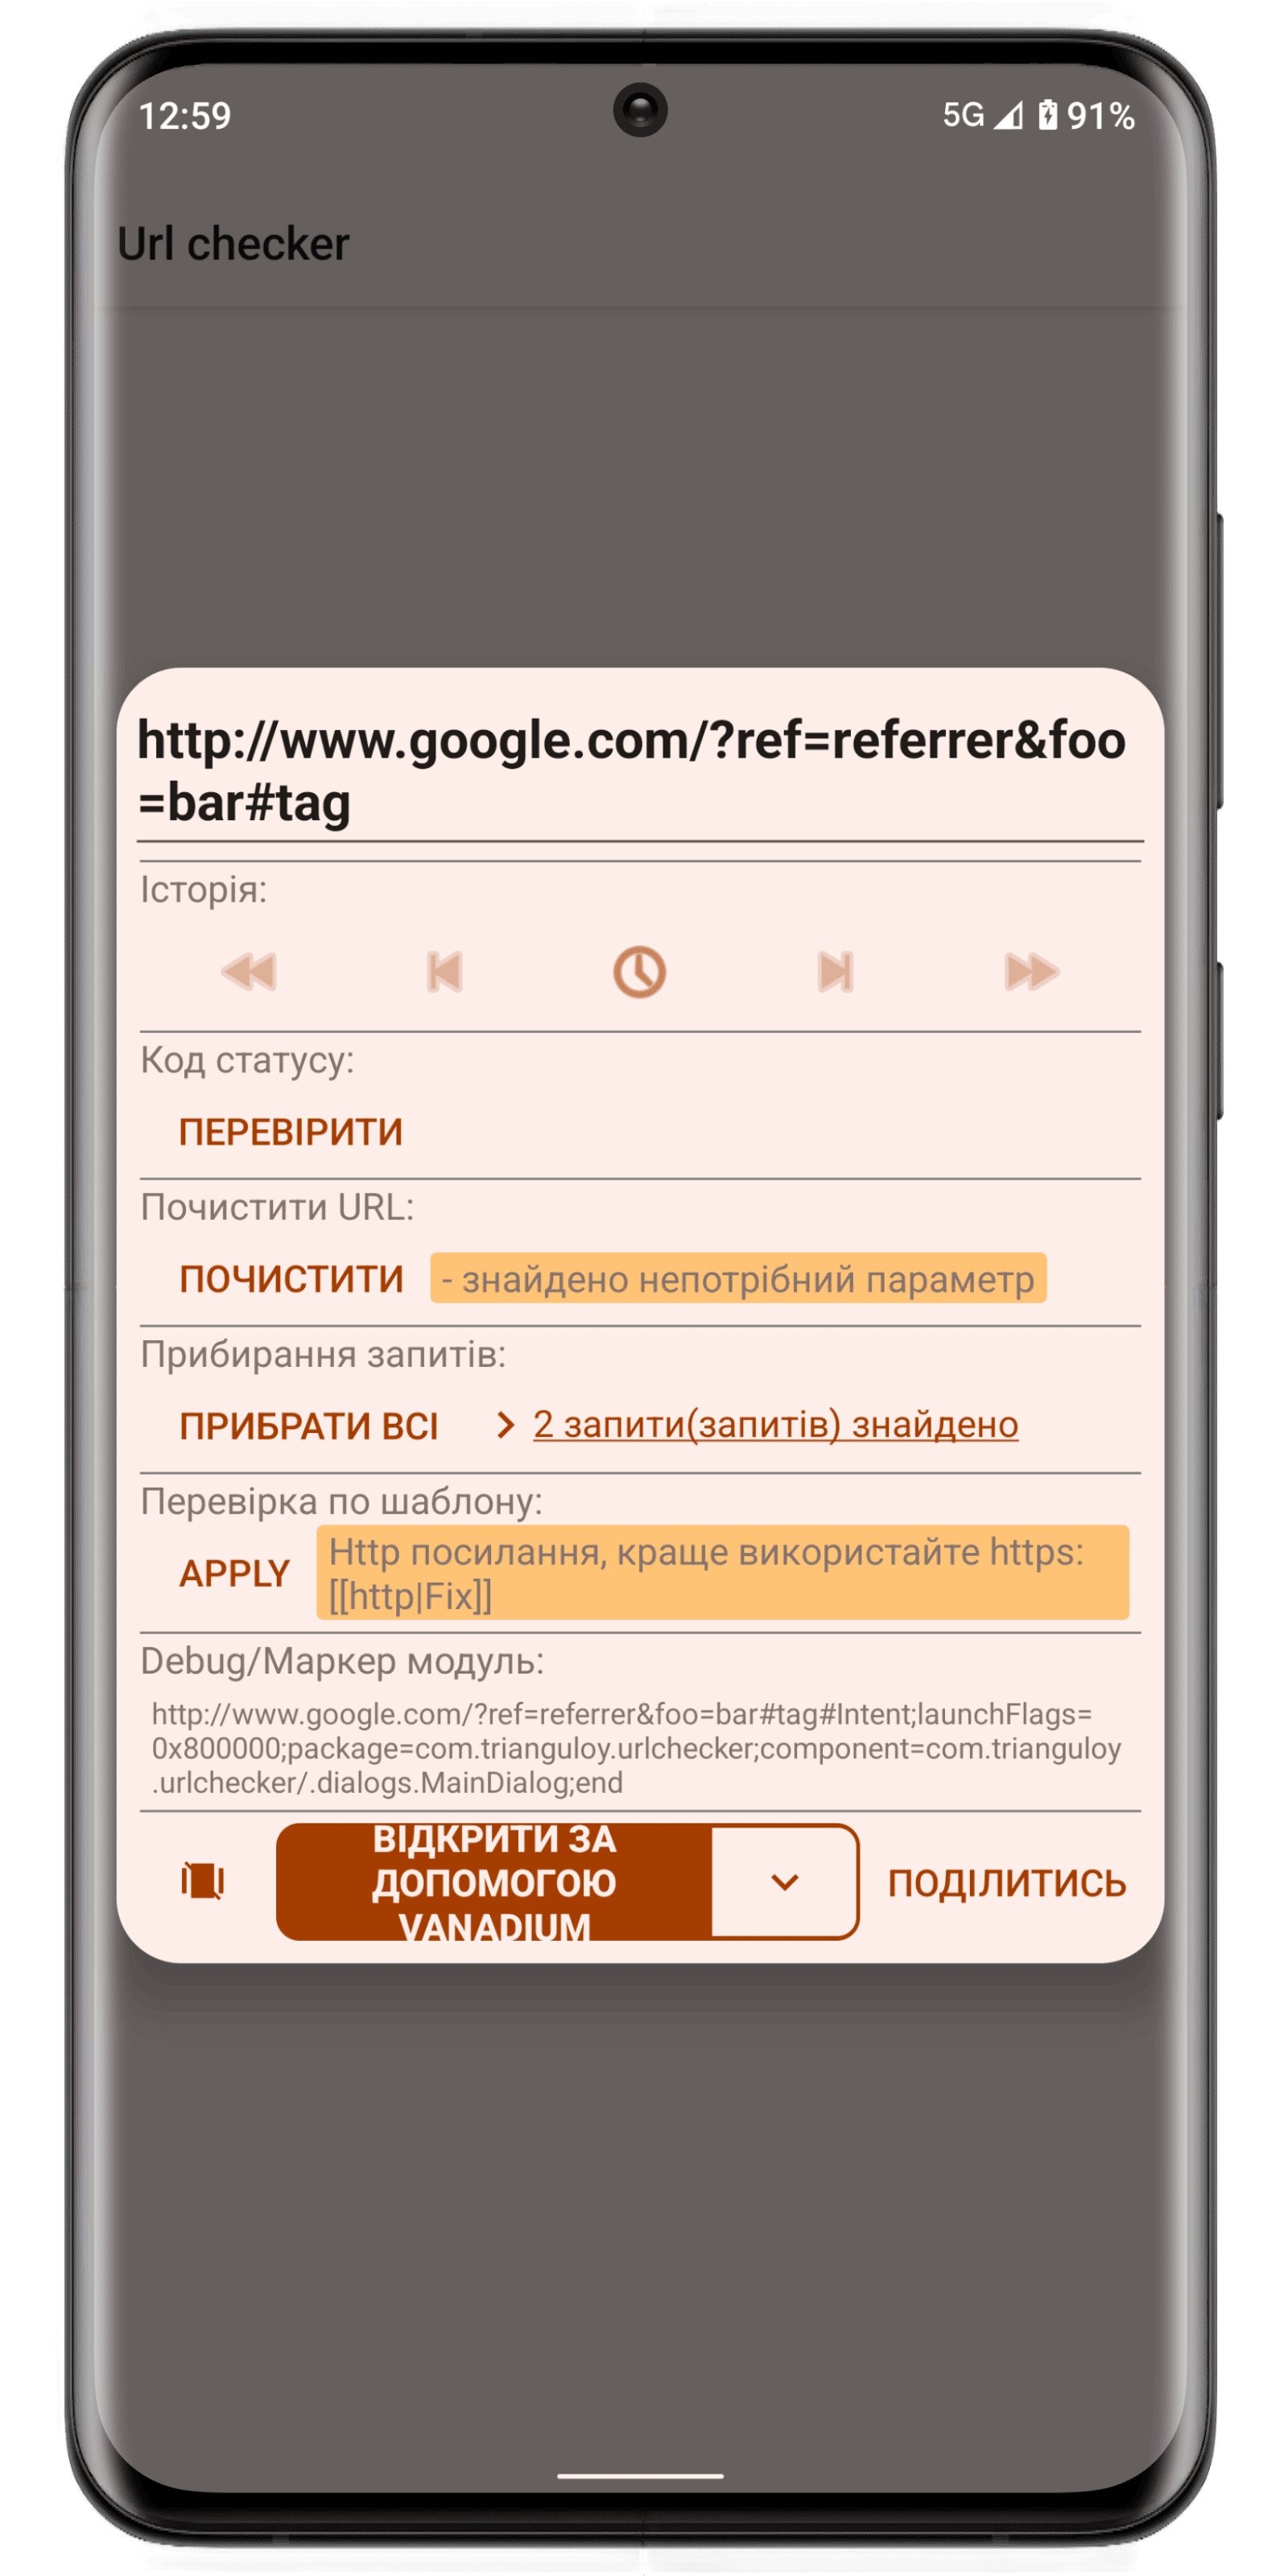 12:59
5G 91%
Url checker
http://www.google.com/?ref=referrer&foo
=bar#tag
Історія:
Код статусу:
ПЕРЕВІРИТИ
Почистити URL:
ПОЧИСТИТИ - знайдено непотрібний параметр
Прибирання запитів:
ПРИБРАТИ ВСІ 2 запити(запитів) знайдено
Перевірка по шаблону:
APPLY
Http посилання, краще використайте https:
[[http|Fix]]
Debug/Маркер модуль:
http://www.google.com/?ref=referrer&foo=bar#tag#Intent;launchFlags=
0x800000;package=com.trianguloy.urlchecker;component=com.trianguloy
.urlchecker/.dialogs.MainDialog;end
ВІДКРИТИ ЗА
ДОПОМОГОЮ
VANADIUM
ПОДІЛИТИСЬ